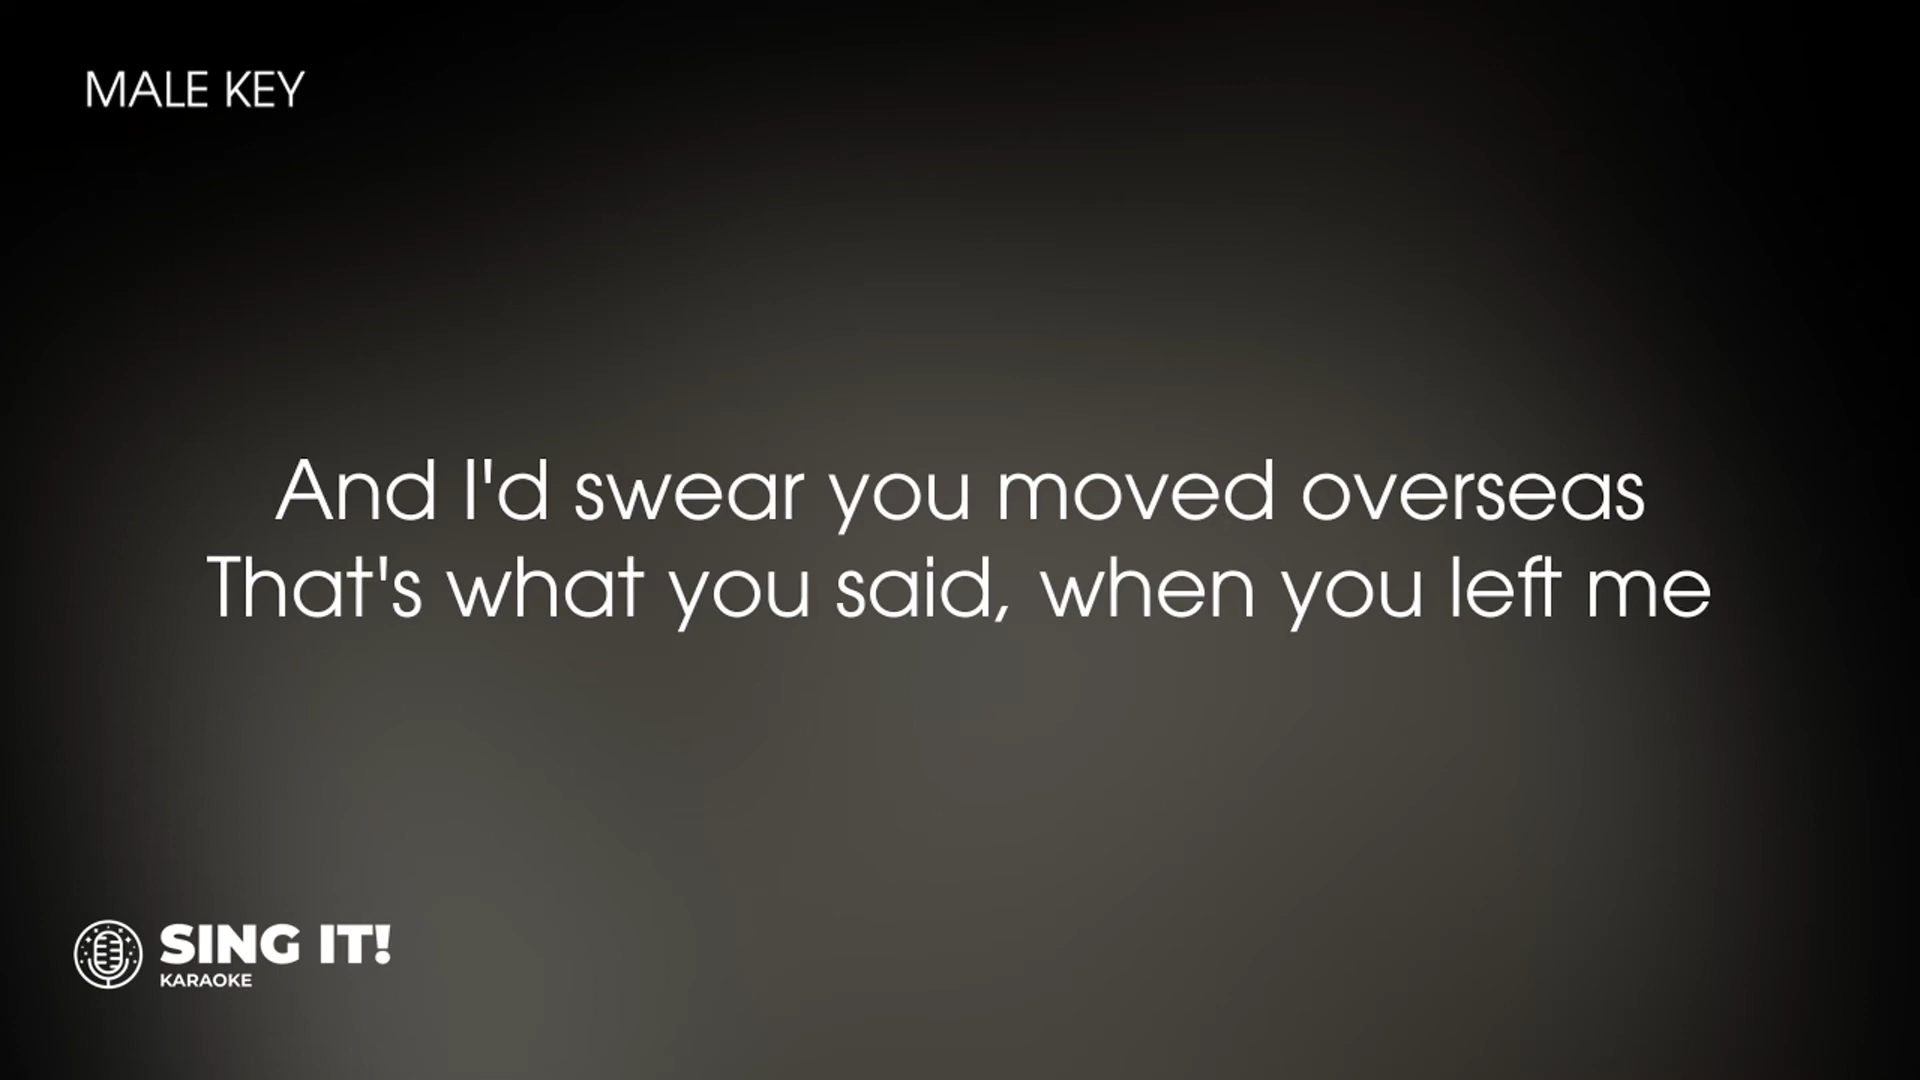 MALE KEY
And I'd swear you moved overseas
That's what you said, when you left me
SING IT!
KARAOKE